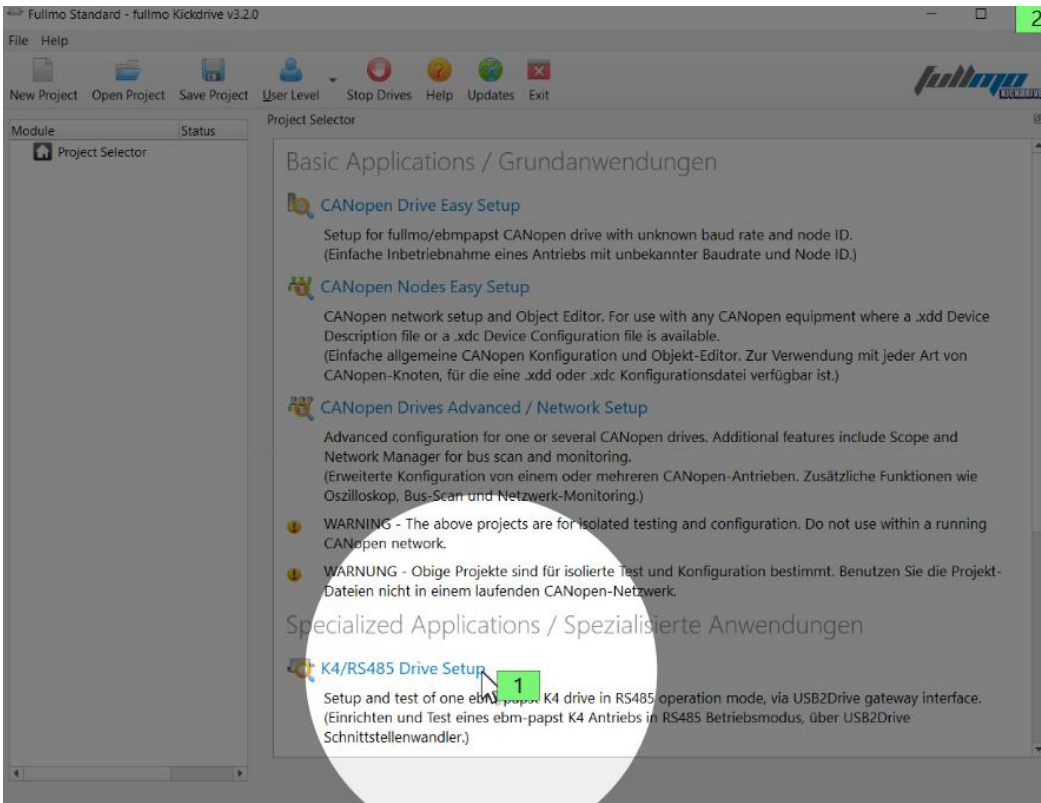 Fullmo Standard - fullmo Kickdrive v3.2.0
2
File Help
New Project Open Project Save Project User Level Stop Drives Help Updates Exit
fullmo
KICKDRIVE
Module Status
Project Selector
Project Selector
Basic Applications / Grundanwendungen
CANopen Drive Easy Setup
Setup for fullmo/ebmpapst CANopen drive with unknown baud rate and node ID.
(Einfache Inbetriebnahme eines Antriebs mit unbekannter Baudrate und Node ID.)
CANopen Nodes Easy Setup
CANopen network setup and Object Editor. For use with any CANopen equipment where a .xdd Device
Description file or a .xdc Device Configuration file is available.
(Einfache allgemeine CANopen Konfiguration und Objekt-Editor. Zur Verwendung mit jeder Art von
CANopen-Knoten, für die eine .xdd oder .xdc Konfigurationsdatei verfügbar ist.)
CANopen Drives Advanced / Network Setup
Advanced configuration for one or several CANopen drives. Additional features include Scope and
Network Manager for bus scan and monitoring.
(Erweiterte Konfiguration von einem oder mehreren CANopen-Antrieben. Zusätzliche Funktionen wie
Oszilloskop, Bus-Scan und Netzwerk-Monitoring.)
WARNING - The above projects are for isolated testing and configuration. Do not use within a running
CANopen network.
WARNUNG - Obige Projekte sind für isolierte Test und Konfiguration bestimmt. Benutzen Sie die Projekt-
Dateien nicht in einem laufenden CANopen-Netzwerk.
Specialized Applications / Spezialisierte Anwendungen
K4/RS485 Drive Setup
1
Setup and test of one ebm-papst K4 drive in RS485 operation mode, via USB2Drive gateway interface.
(Einrichten und Test eines ebm-papst K4 Antriebs in RS485 Betriebsmodus, über USB2Drive
Schnittstellenwandler.)